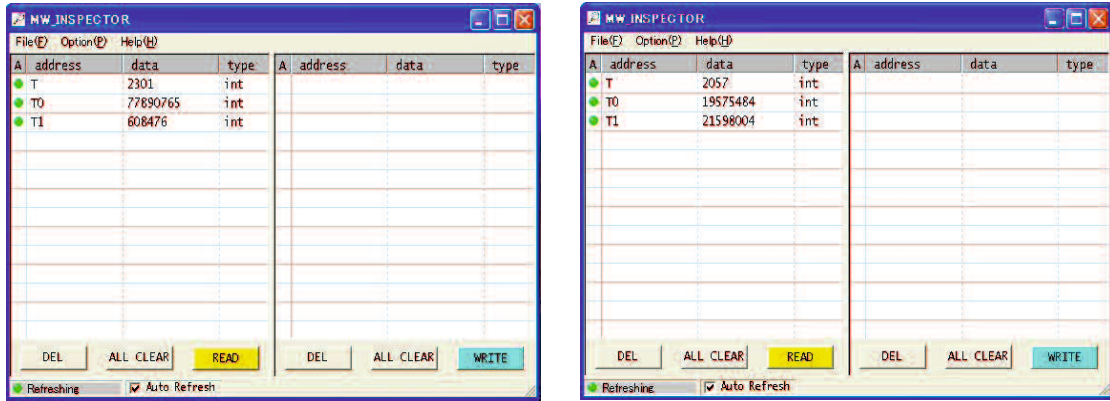 MW_INSPECTOR
File(F) Option(P) Help(H)
A address data type A address data type
T 2301 int
T0 77890765 int
T1 608476 int
DEL ALL CLEAR READ DEL ALL CLEAR WRITE
Refreshing Auto Refresh
MW_INSPECTOR
File(F) Option(P) Help(H)
A address data type A address data type
T 2057 int
T0 19575484 int
T1 21598004 int
DEL ALL CLEAR READ DEL ALL CLEAR WRITE
Refreshing Auto Refresh